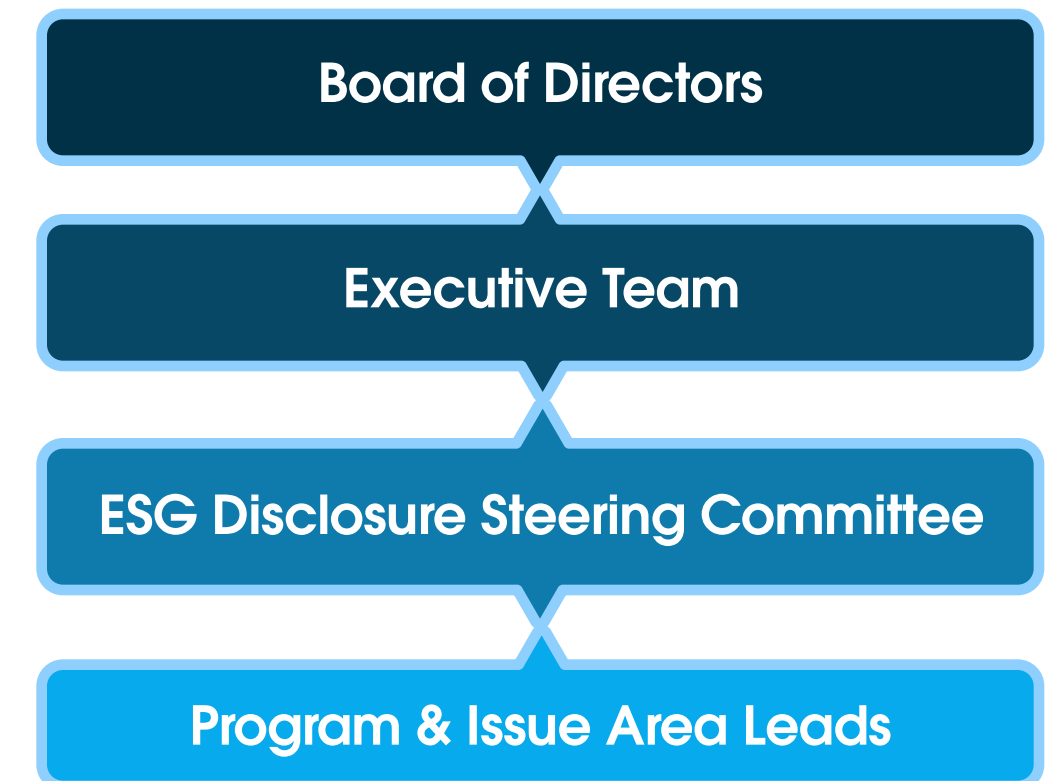 Board of Directors
Executive Team
ESG Disclosure Steering Committee
Program & Issue Area Leads